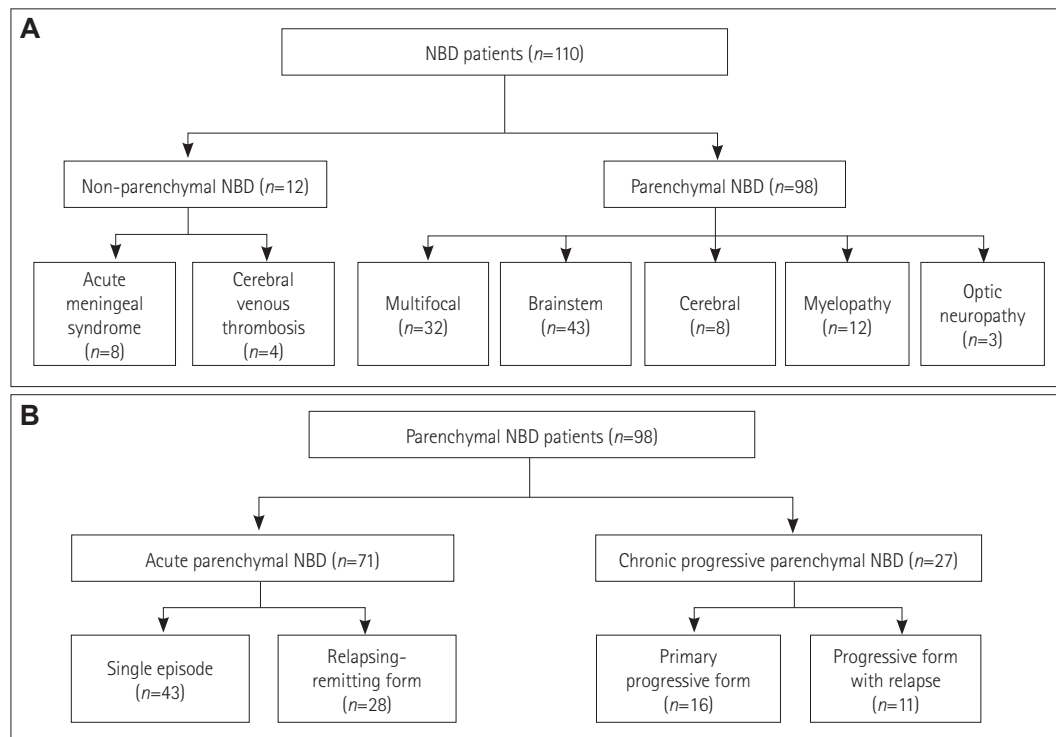 A
NBD patients (n=110)
Non-parenchymal NBD (n=12)
Parenchymal NBD (n=98)
Acute
meningeal
syndrome
(n=8)
Cerebral
venous
thrombosis
(n=4)
Multifocal
(n=32)
Brainstem
(n=43)
Cerebral
(n=8)
Myelopathy
(n=12)
Optic
neuropathy
(n=3)
B
Parenchymal NBD patients (n=98)
Acute parenchymal NBD (n=71)
Chronic progressive parenchymal NBD (n=27)
Single episode
(n=43)
Relapsing-
remitting form
(n=28)
Primary
progressive form
(n=16)
Progressive form
with relapse
(n=11)